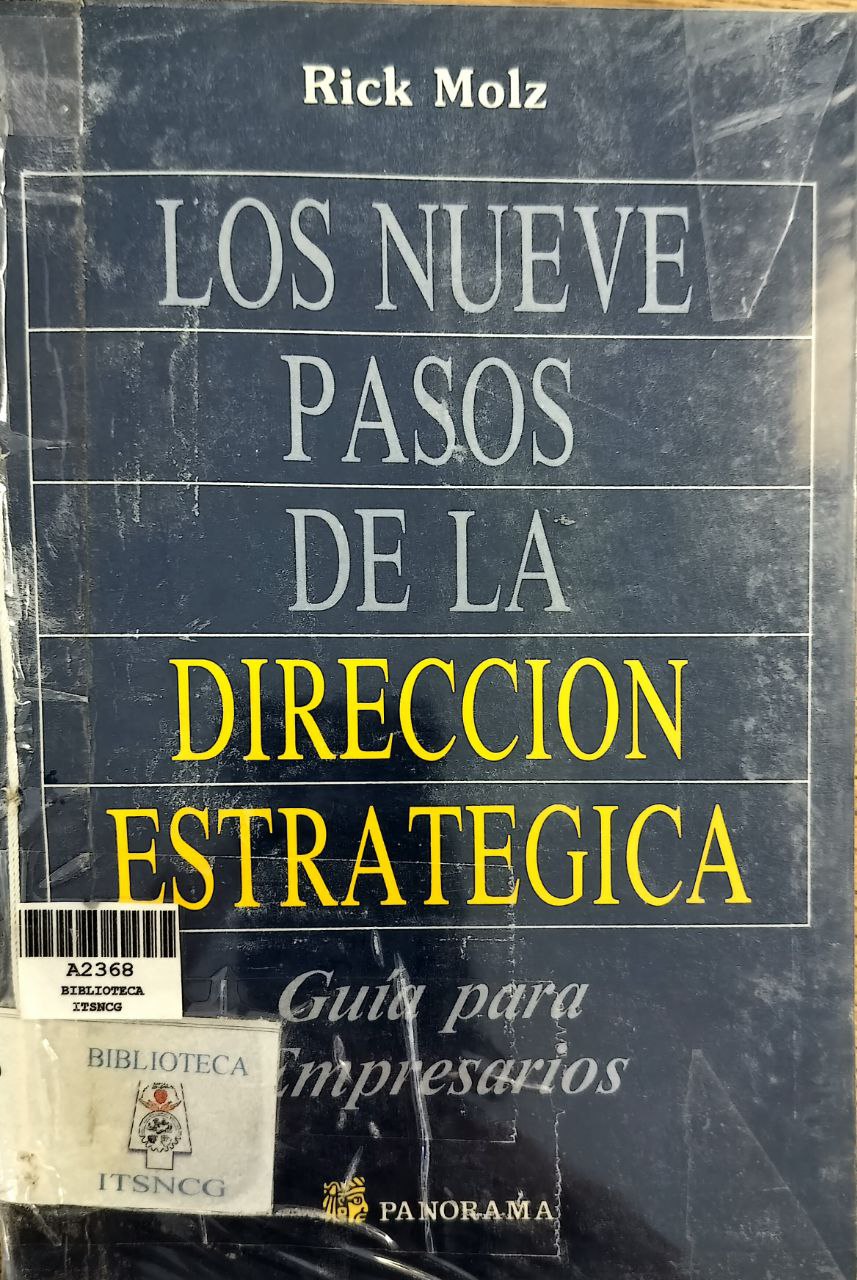 Rick Molz
LOS NUEVE
PASOS
DE LA
DIRECCION
ESTRATEGICA
Guía para
Empresarios
A2368
BIBLIOTECA
ITSNCG
BIBLIOTECA
ITSNCG
PANORAMA